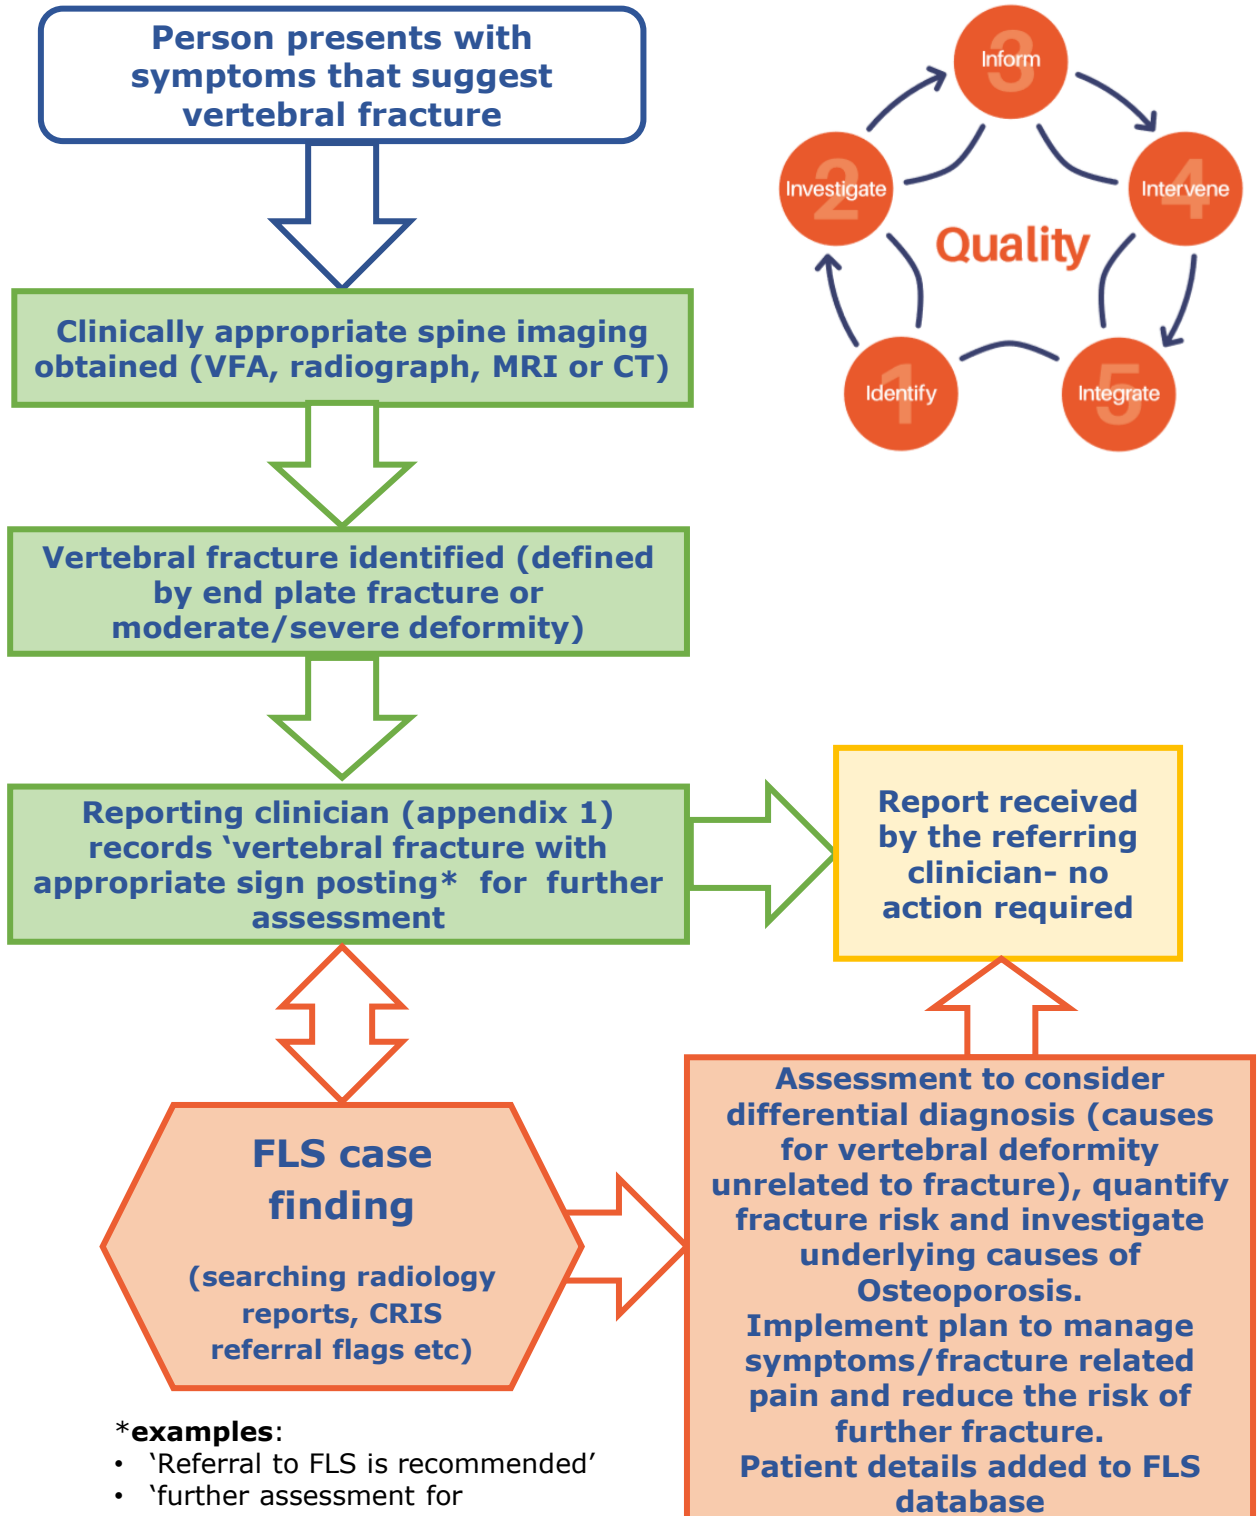 Person presents with
symptoms that suggest
vertebral fracture
3
Inform
2
Investigate
4
Intervene
Quality
1
Identify
5
Integrate
Clinically appropriate spine imaging
obtained (VFA, radiograph, MRI or CT)
Vertebral fracture identified (defined
by end plate fracture or
moderate/severe deformity)
Reporting clinician (appendix 1)
records ‘vertebral fracture with
appropriate sign posting*  for  further
assessment
Report received
by the referring
clinician- no
action required
FLS case
finding
(searching radiology
reports, CRIS
referral flags etc)
Assessment to consider
differential diagnosis (causes
for vertebral deformity
unrelated to fracture), quantify
fracture risk and investigate
underlying causes of
Osteoporosis.
Implement plan to manage
symptoms/fracture related
pain and reduce the risk of
further fracture.
Patient details added to FLS
database
*examples:
• ‘Referral to FLS is recommended’
• ‘further assessment for